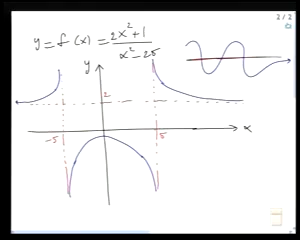 2 / 2
y = f(x) = 2x²+1 / x²-25
y
2
x
-5
5